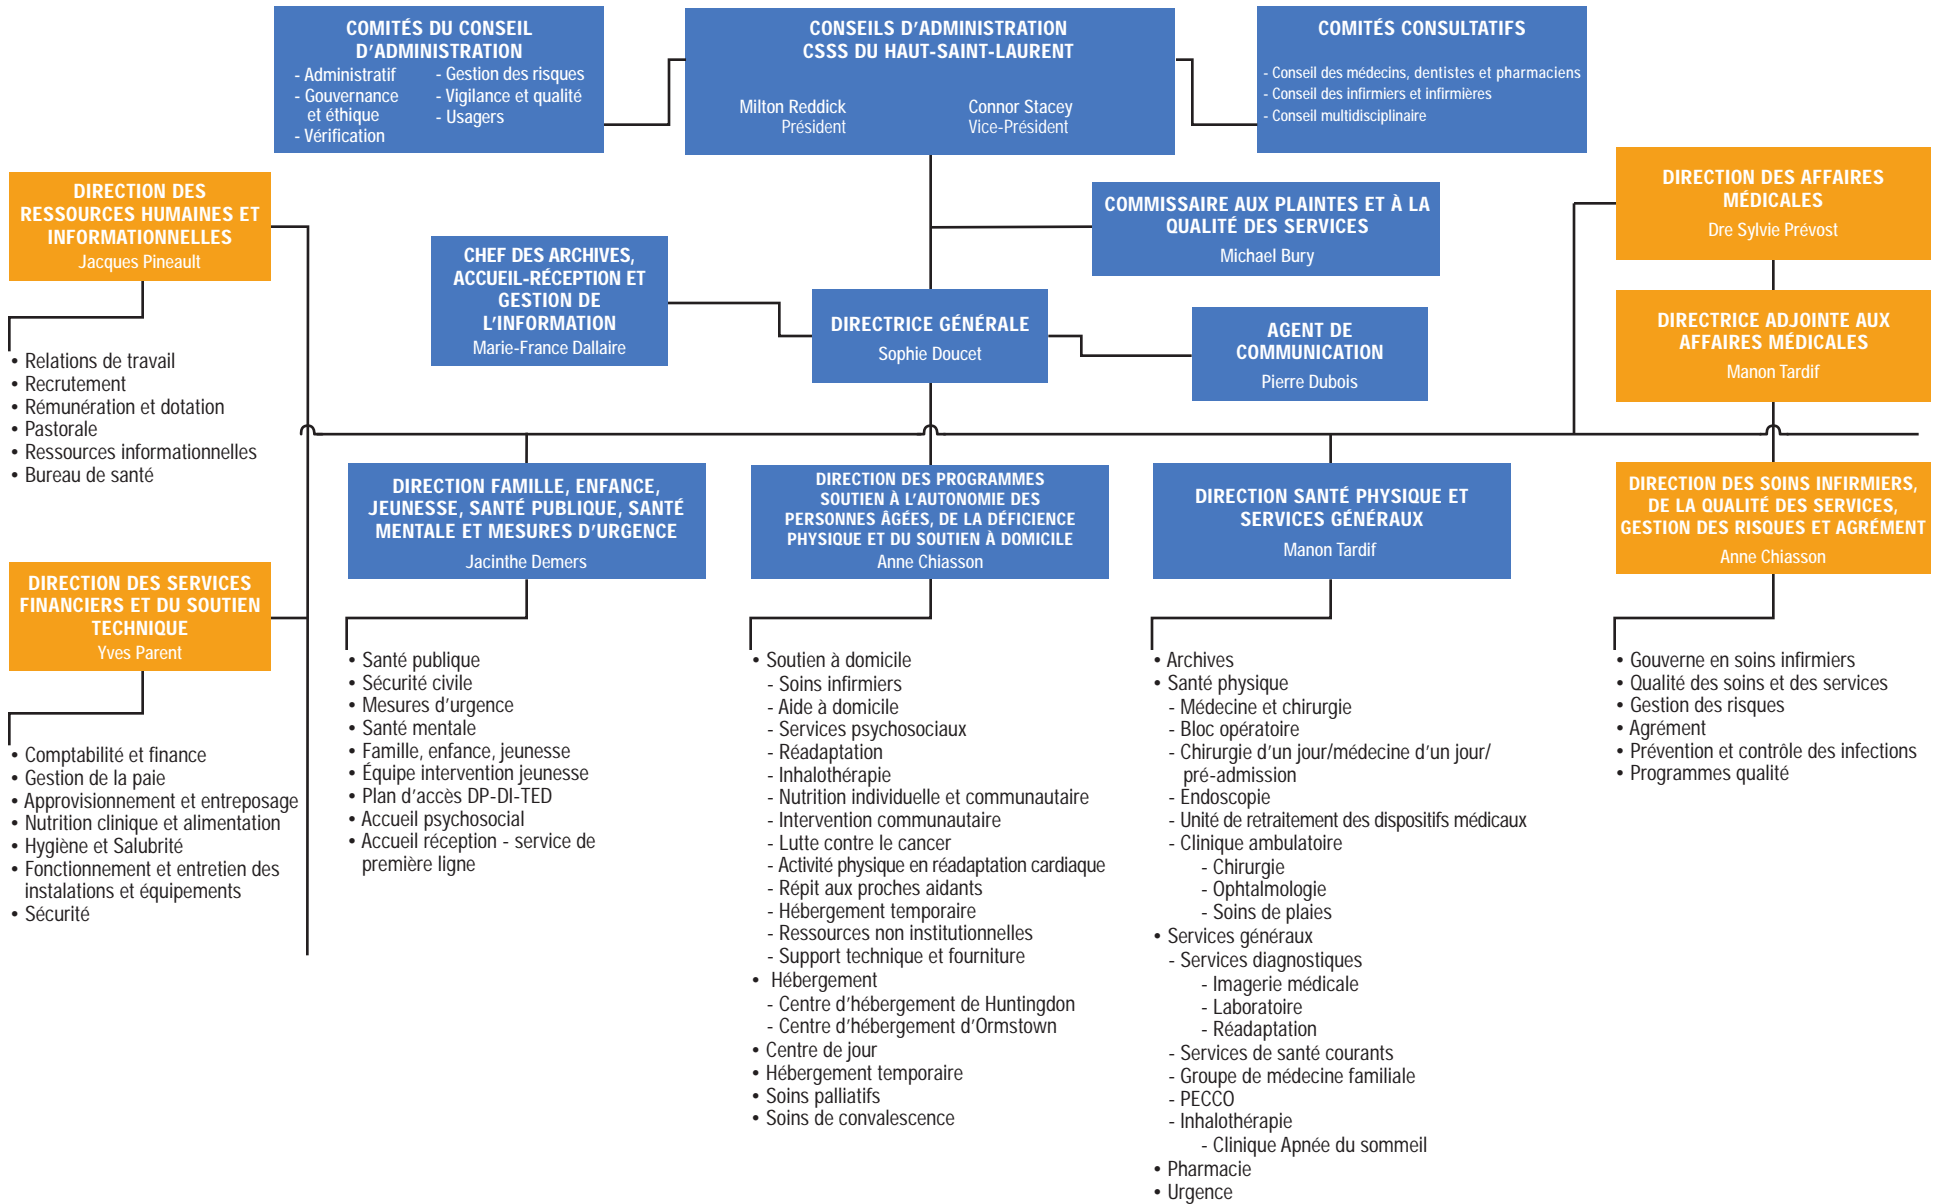 COMITÉS DU CONSEIL
D'ADMINISTRATION
- Administratif
- Gouvernance
et éthique
- Vérification
- Gestion des risques
- Vigilance et qualité
- Usagers
CONSEILS D'ADMINISTRATION
CSSS DU HAUT-SAINT-LAURENT
Milton Reddick
Président
Connor Stacey
Vice-Président
COMITÉS CONSULTATIFS
- Conseil des médecins, dentistes et pharmaciens
- Conseil des infirmiers et infirmières
- Conseil multidisciplinaire
DIRECTION DES
RESSOURCES HUMAINES ET
INFORMATIONNELLES
Jacques Pineault
• Relations de travail
• Recrutement
• Rémunération et dotation
• Pastorale
• Ressources informationnelles
• Bureau de santé
CHEF DES ARCHIVES,
ACCUEIL-RÉCEPTION ET
GESTION DE
L'INFORMATION
Marie-France Dallaire
COMMISSAIRE AUX PLAINTES ET À LA
QUALITÉ DES SERVICES
Michael Bury
DIRECTRICE GÉNÉRALE
Sophie Doucet
AGENT DE
COMMUNICATION
Pierre Dubois
DIRECTION DES AFFAIRES
MÉDICALES
Dre Sylvie Prévost
DIRECTRICE ADJOINTE AUX
AFFAIRES MÉDICALES
Manon Tardif
DIRECTION DES SERVICES
FINANCIERS ET DU SOUTIEN
TECHNIQUE
Yves Parent
• Comptabilité et finance
• Gestion de la paie
• Approvisionnement et entreposage
• Nutrition clinique et alimentation
• Hygiène et Salubrité
• Fonctionnement et entretien des
instalations et équipements
• Sécurité
DIRECTION FAMILLE, ENFANCE,
JEUNESSE, SANTÉ PUBLIQUE, SANTÉ
MENTALE ET MESURES D'URGENCE
Jacinthe Demers
• Santé publique
• Sécurité civile
• Mesures d'urgence
• Santé mentale
• Famille, enfance, jeunesse
• Équipe intervention jeunesse
• Plan d'accès DP-DI-TED
• Accueil psychosocial
• Accueil réception - service de
première ligne
DIRECTION DES PROGRAMMES
SOUTIEN À L'AUTONOMIE DES
PERSONNES ÂGÉES, DE LA DÉFICIENCE
PHYSIQUE ET DU SOUTIEN À DOMICILE
Anne Chiasson
• Soutien à domicile
- Soins infirmiers
- Aide à domicile
- Services psychosociaux
- Réadaptation
- Inhalothérapie
- Nutrition individuelle et communautaire
- Intervention communautaire
- Lutte contre le cancer
- Activité physique en réadaptation cardiaque
- Répit aux proches aidants
- Hébergement temporaire
- Ressources non institutionnelles
- Support technique et fourniture
• Hébergement
- Centre d'hébergement de Huntingdon
- Centre d'hébergement d'Ormstown
• Centre de jour
• Hébergement temporaire
• Soins palliatifs
• Soins de convalescence
DIRECTION SANTÉ PHYSIQUE ET
SERVICES GÉNÉRAUX
Manon Tardif
• Archives
• Santé physique
- Médecine et chirurgie
- Bloc opératoire
- Chirurgie d'un jour/médecine d'un jour/
pré-admission
- Endoscopie
- Unité de retraitement des dispositifs médicaux
- Clinique ambulatoire
- Chirurgie
- Ophtalmologie
- Soins de plaies
• Services généraux
- Services diagnostiques
- Imagerie médicale
- Laboratoire
- Réadaptation
- Services de santé courants
- Groupe de médecine familiale
- PECCO
- Inhalothérapie
- Clinique Apnée du sommeil
• Pharmacie
• Urgence
DIRECTION DES SOINS INFIRMIERS,
DE LA QUALITÉ DES SERVICES,
GESTION DES RISQUES ET AGRÉMENT
Anne Chiasson
• Gouverne en soins infirmiers
• Qualité des soins et des services
• Gestion des risques
• Agrément
• Prévention et contrôle des infections
• Programmes qualité